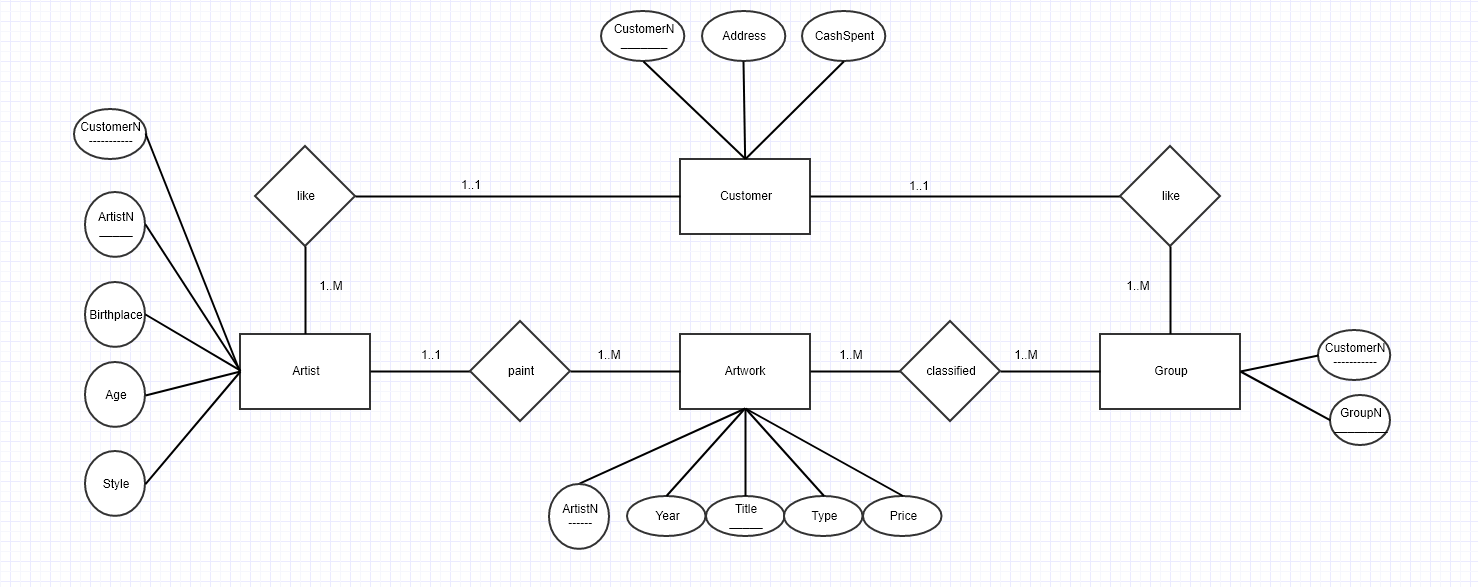 CustomerN
Address
CashSpent
CustomerN
-----------
like
1..1
Customer
1..1
like
ArtistN
1..M
1..M
Birthplace
Artist
1..1
paint
1..M
Artwork
1..M
classified
1..M
Group
CustomerN
-----------
Age
GroupN
Style
ArtistN
------
Year
Title
Type
Price